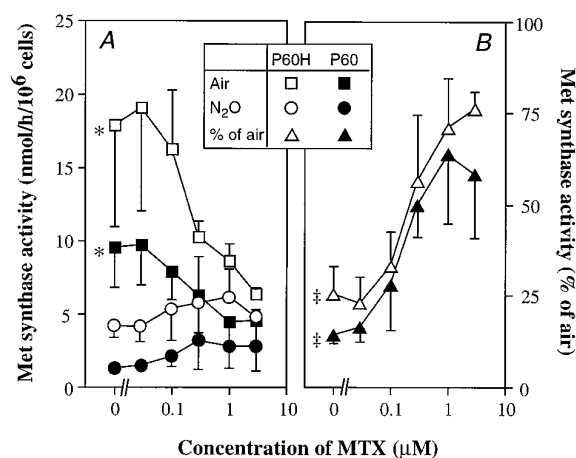 A
B
P60H P60
Air
N₂O
% of air
Met synthase activity (nmol/h/10⁶ cells)
25
20
15
10
5
0
*
*
Met synthase activity (% of air)
100
75
50
25
0
‡
‡
0 0.1 1 10
0 0.1 1 10
Concentration of MTX (µM)